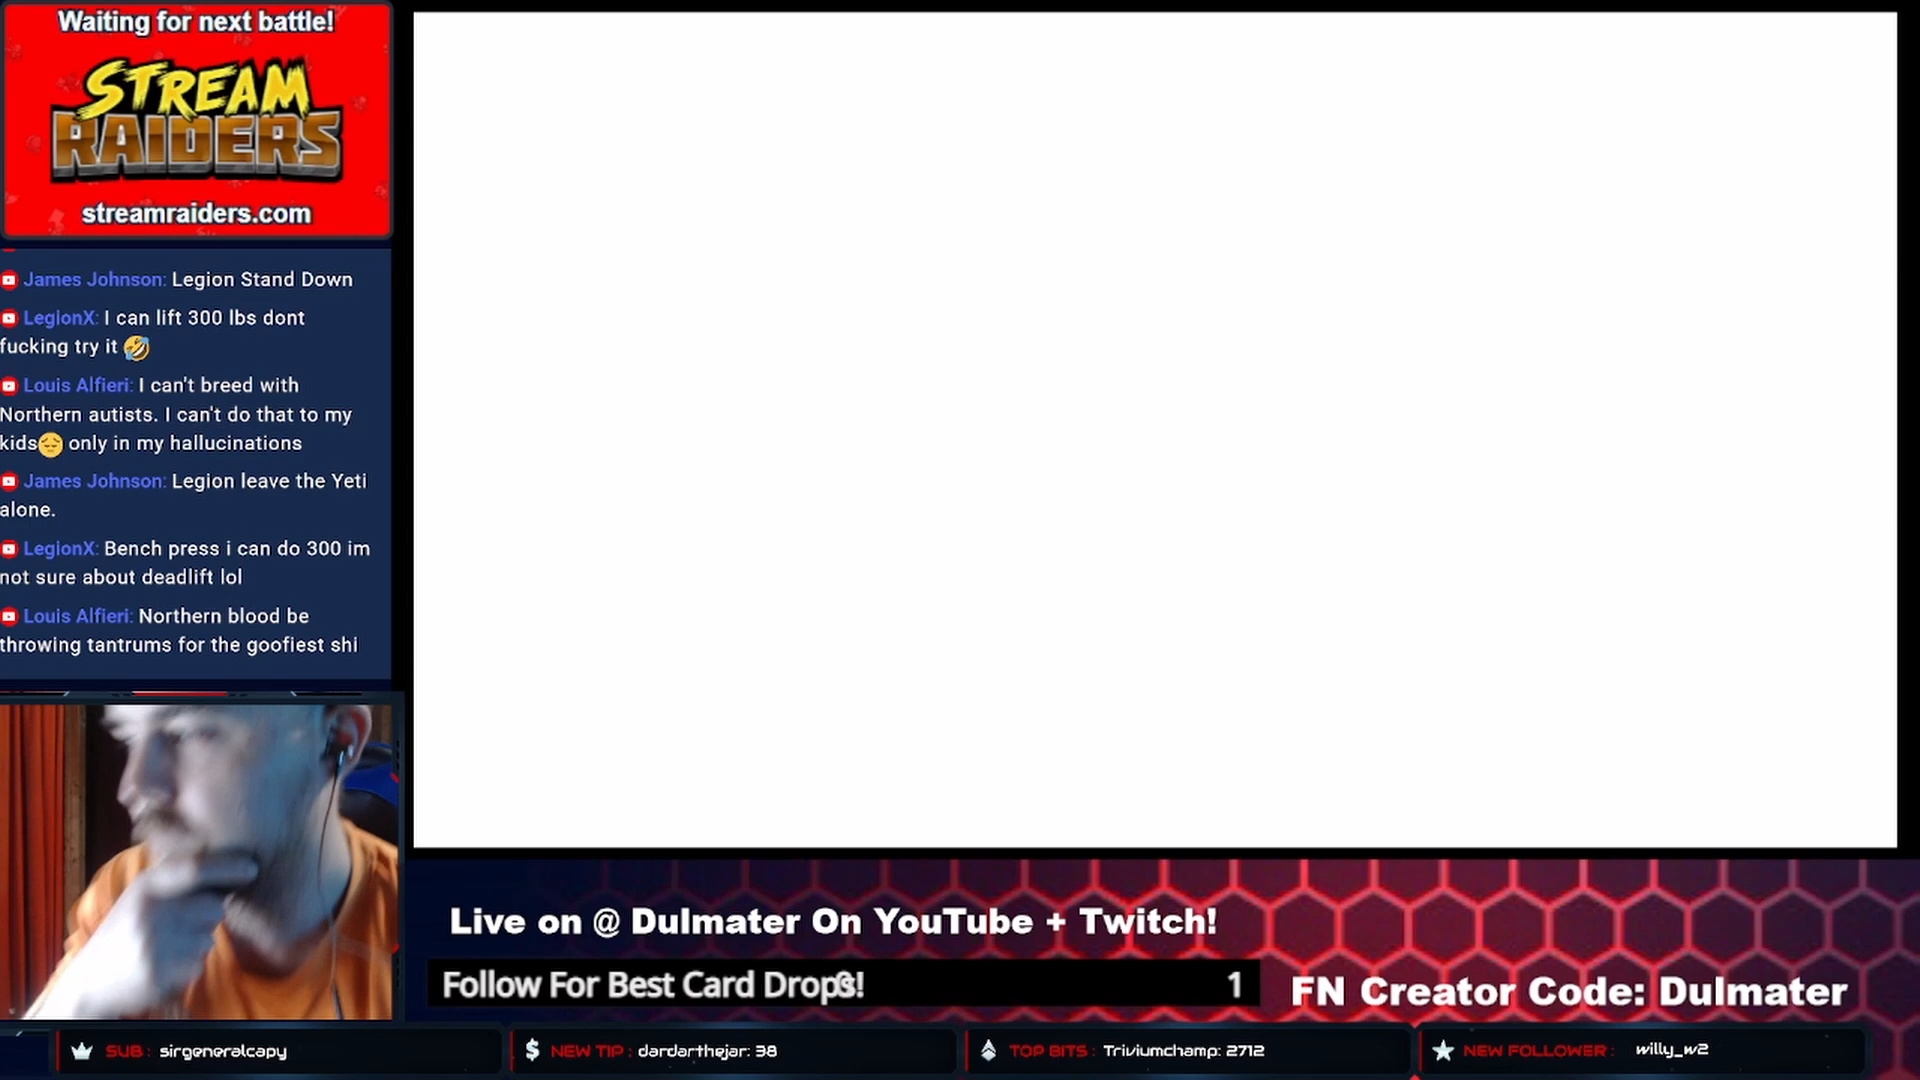 Waiting for next battle!
STREAM
RAIDERS
streamraiders.com
James Johnson: Legion Stand Down
LegionX: I can lift 300 lbs dont
fucking try it 🤣
Louis Alfieri: I can't breed with
Northern autists. I can't do that to my
kids😔 only in my hallucinations
James Johnson: Legion leave the Yeti
alone.
LegionX: Bench press i can do 300 im
not sure about deadlift lol
Louis Alfieri: Northern blood be
throwing tantrums for the goofiest shi
Live on @ Dulmater On YouTube + Twitch!
Follow For Best Card Drops! 1
FN Creator Code: Dulmater
SUB : sirgeneralcapy
NEW TIP : dardarthejar: 38
TOP BITS : Triviumchamp: 2712
NEW FOLLOWER : willy_w2